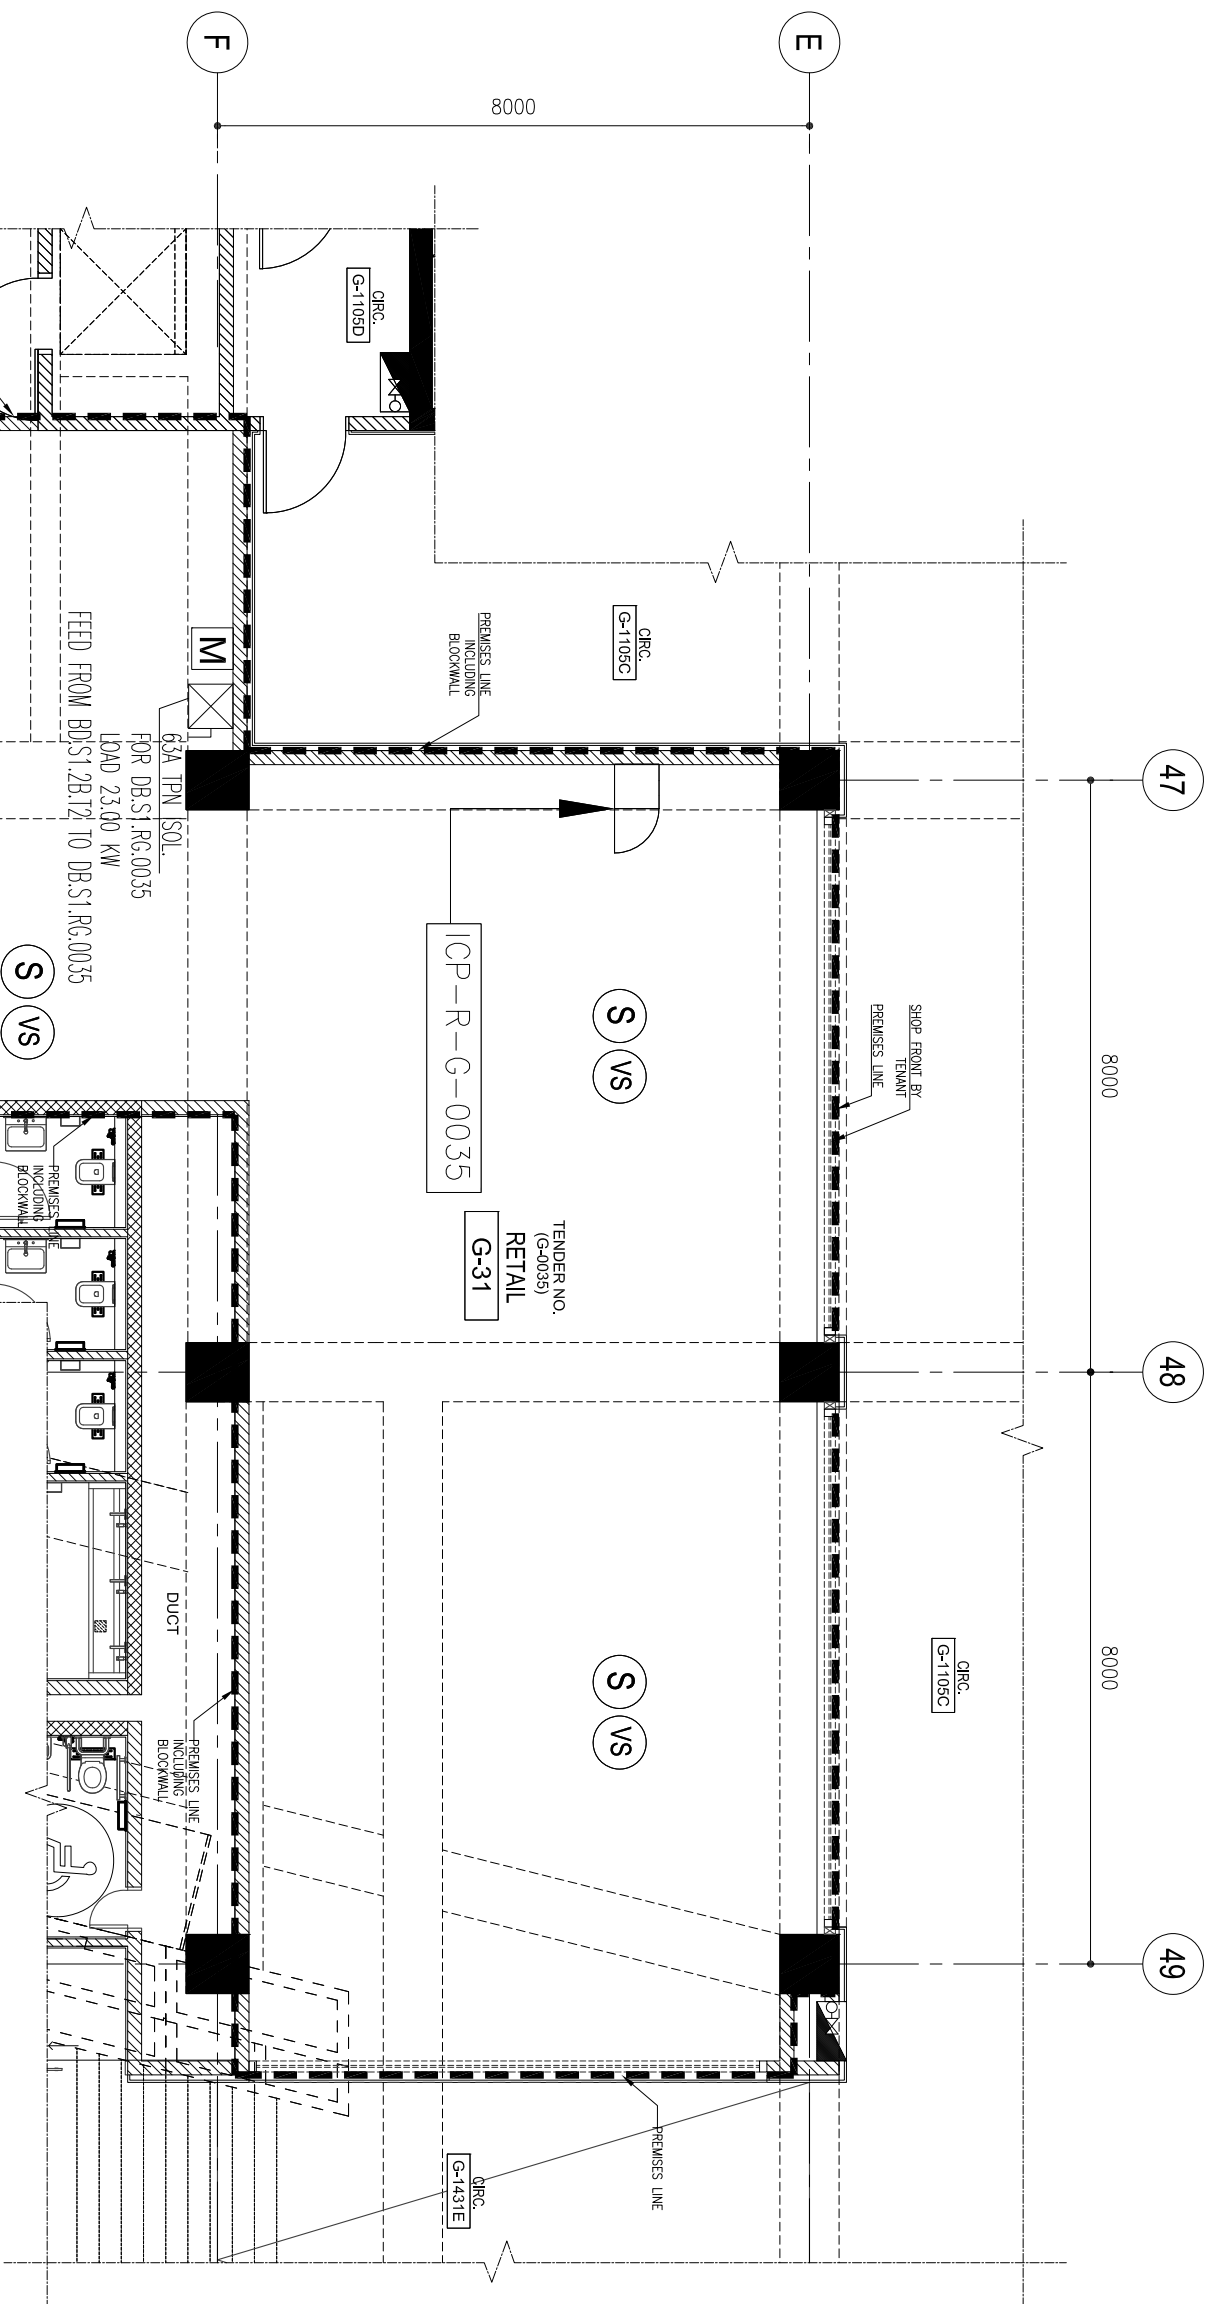 F
E
8000
47
48
49
8000
8000
CIRC.
G-1105D
CIRC.
G-1105C
PREMISES LINE
INCLUDING
BLOCKWALL
M
63A TPN ISOL.
FOR DB.S1.RG.0035
LOAD 23.00 KW
FEED FROM BD.S1.2B.T2 TO DB.S1.RG.0035
S
VS
ICP-R-G-0035
S
VS
SHOP FRONT BY
TENANT
PREMISES LINE
TENDER NO.
(G-0035)
RETAIL
G-31
PREMISES LINE
INCLUDING
BLOCKWALL
DUCT
PREMISES LINE
INCLUDING
BLOCKWALL
S
VS
CIRC.
G-1105C
PREMISES LINE
CIRC.
G-1431E